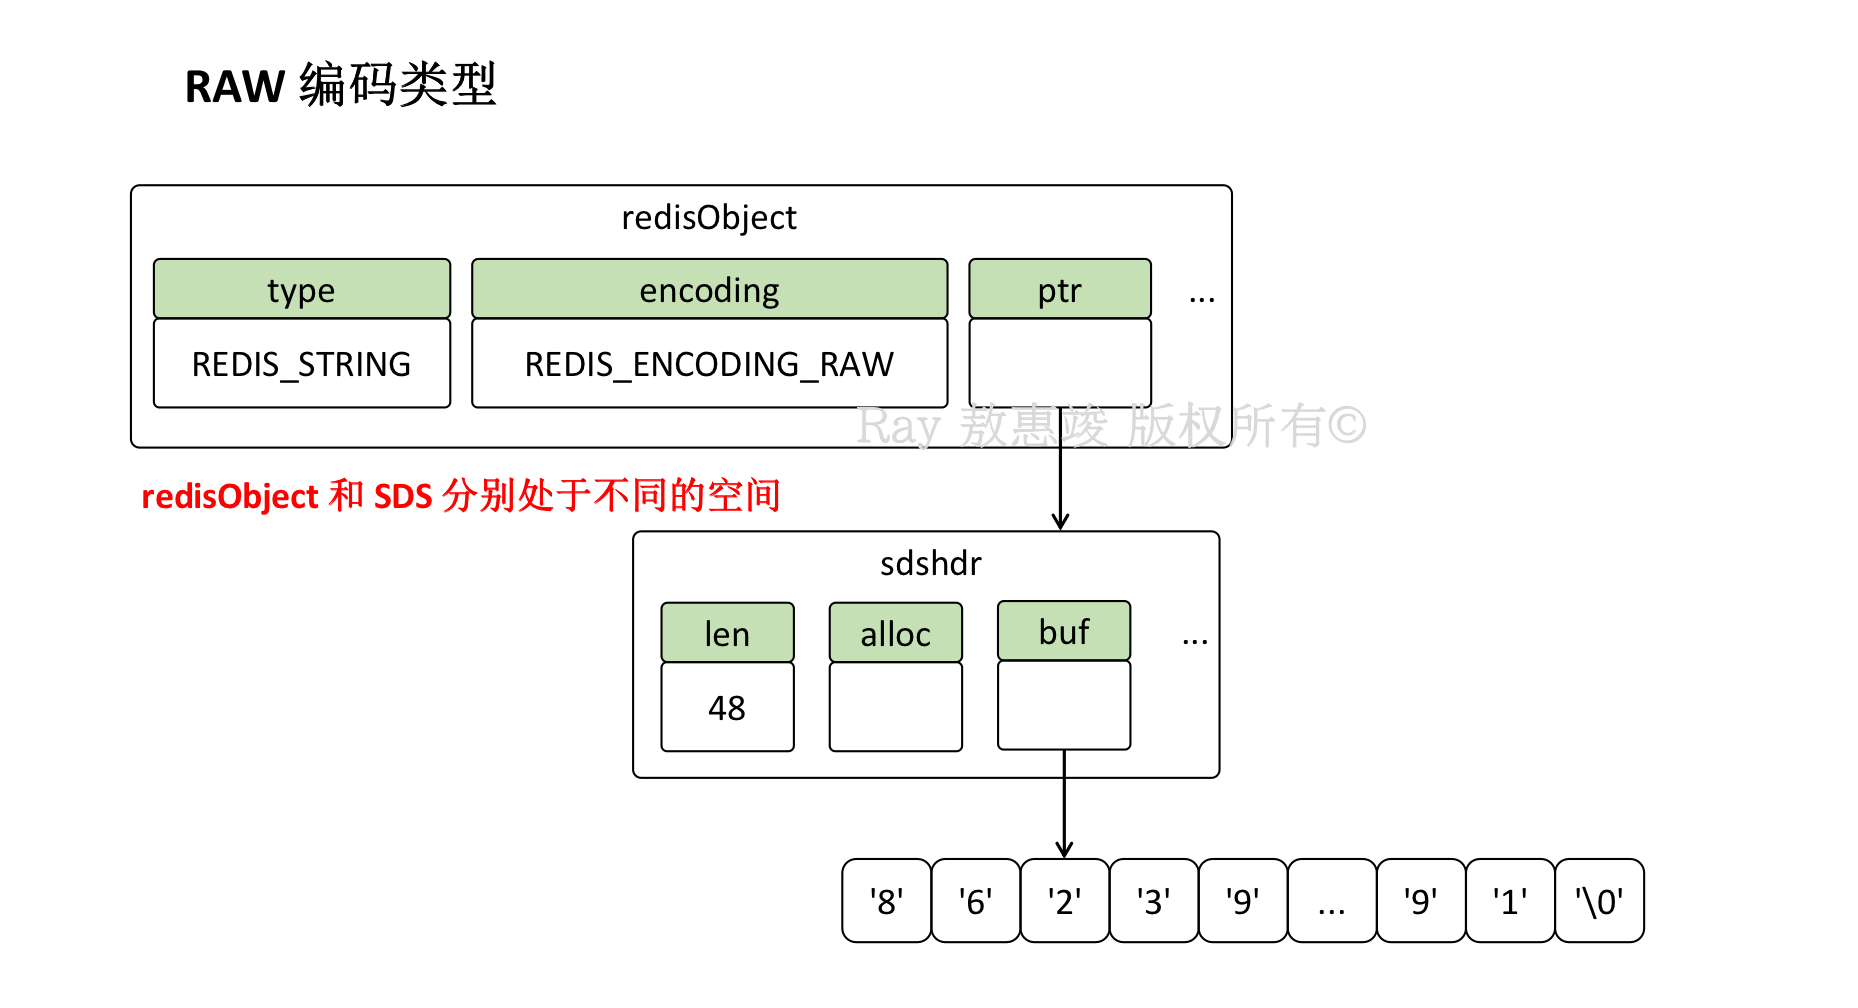 RAW 编码类型
redisObject
type encoding ptr ...
REDIS_STRING REDIS_ENCODING_RAW
Ray 敖惠竣 版权所有©
redisObject 和 SDS 分别处于不同的空间
sdshdr
len alloc buf ...
48
'8' '6' '2' '3' '9' ... '9' '1' '\0'